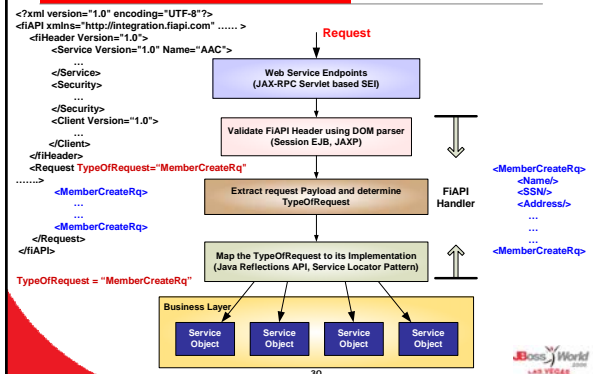 <?xml version="1.0" encoding="UTF-8"?>
<fiAPI xmlns="http://integration.fiapi.com" …… >
<fiHeader Version="1.0">
<Service Version="1.0" Name="AAC">
…
</Service>
<Security>
…
</Security>
<Client Version="1.0">
…
</Client>
</fiHeader>
<Request TypeOfRequest="MemberCreateRq"
…….>
<MemberCreateRq>
…
…
<MemberCreateRq>
</Request>
</fiAPI>
TypeOfRequest = "MemberCreateRq"
Request
Web Service Endpoints
(JAX-RPC Servlet based SEI)
Validate FiAPI Header using DOM parser
(Session EJB, JAXP)
Extract request Payload and determine
TypeOfRequest
Map the TypeOfRequest to its Implementation
(Java Reflections API, Service Locator Pattern)
FiAPI
Handler
<MemberCreateRq>
<Name/>
<SSN/>
<Address/>
…
…
…
<MemberCreateRq>
Business Layer
Service
Object
Service
Object
Service
Object
Service
Object
30
JBoss World
2006
LAS VEGAS